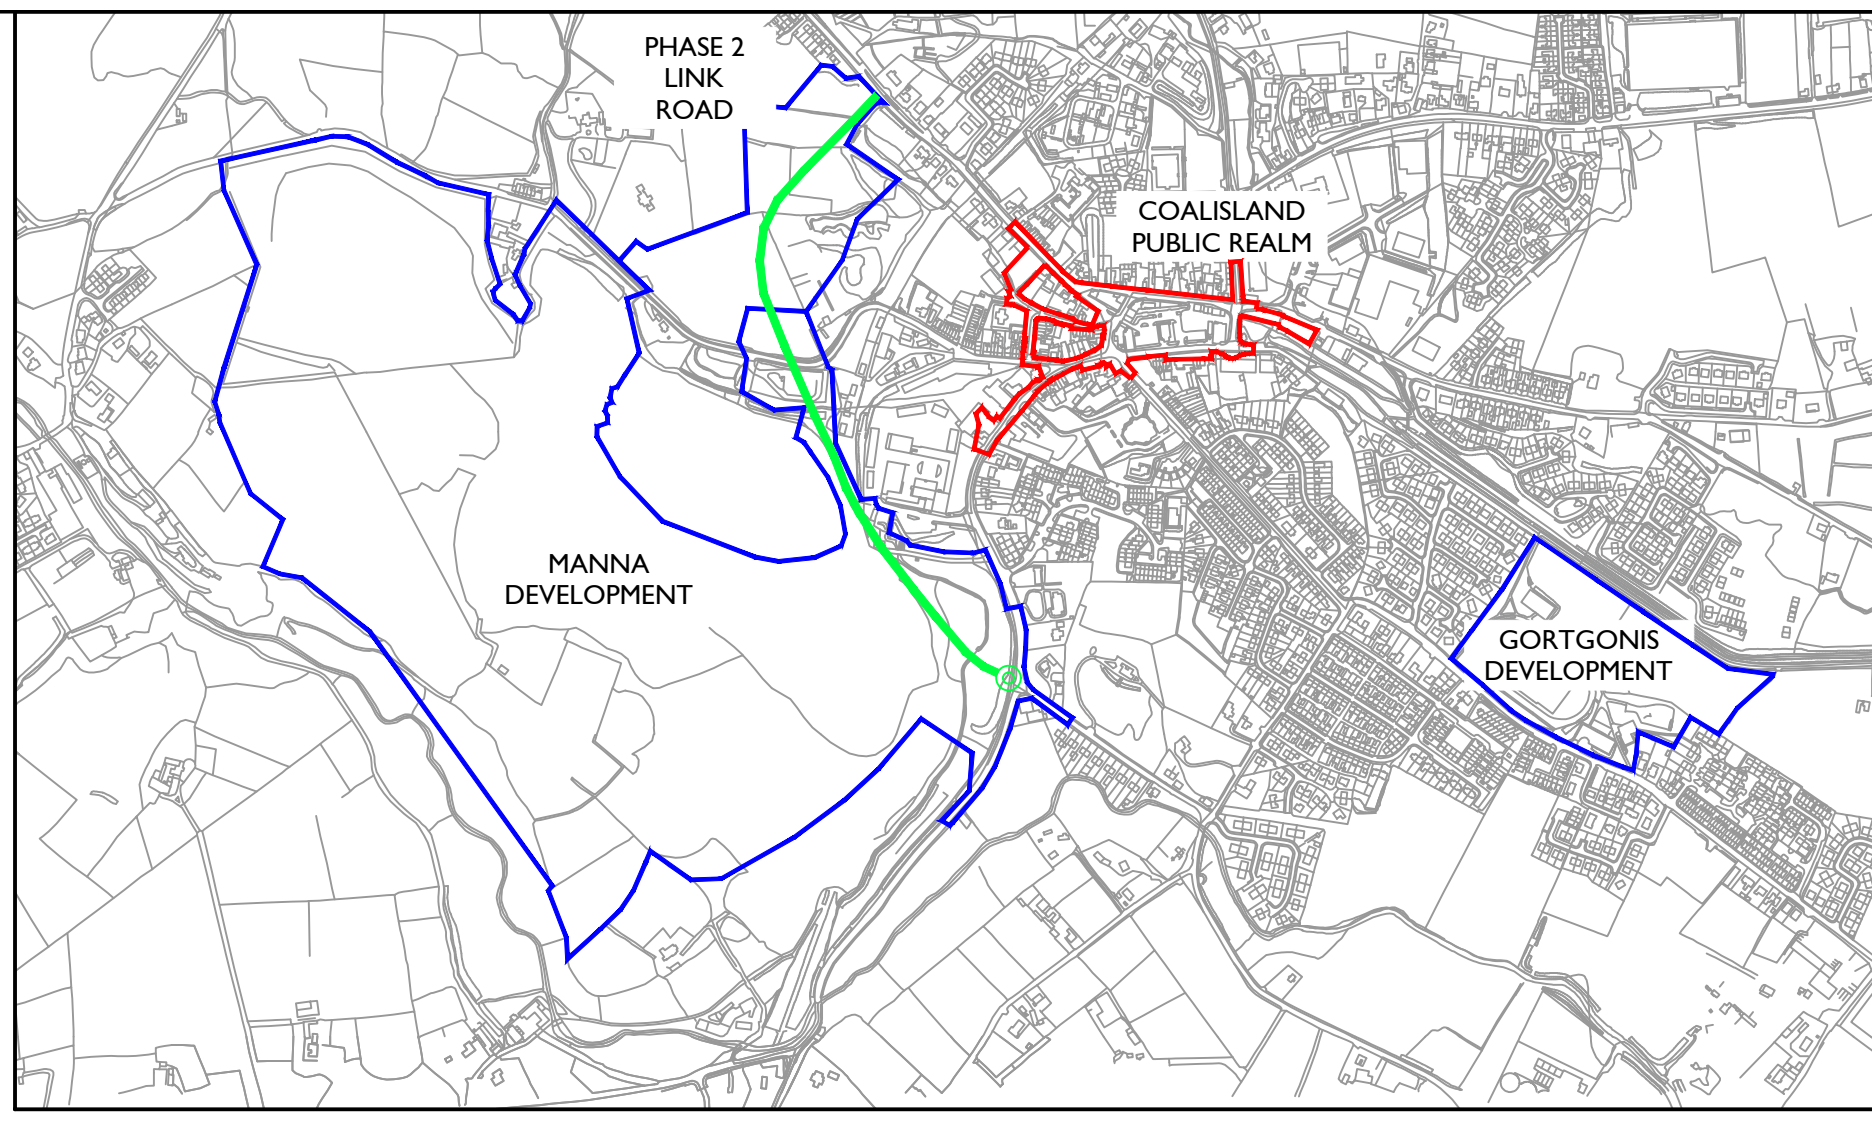 PHASE 2
LINK
ROAD
COALISLAND
PUBLIC REALM
MANNA
DEVELOPMENT
GORTGONIS
DEVELOPMENT